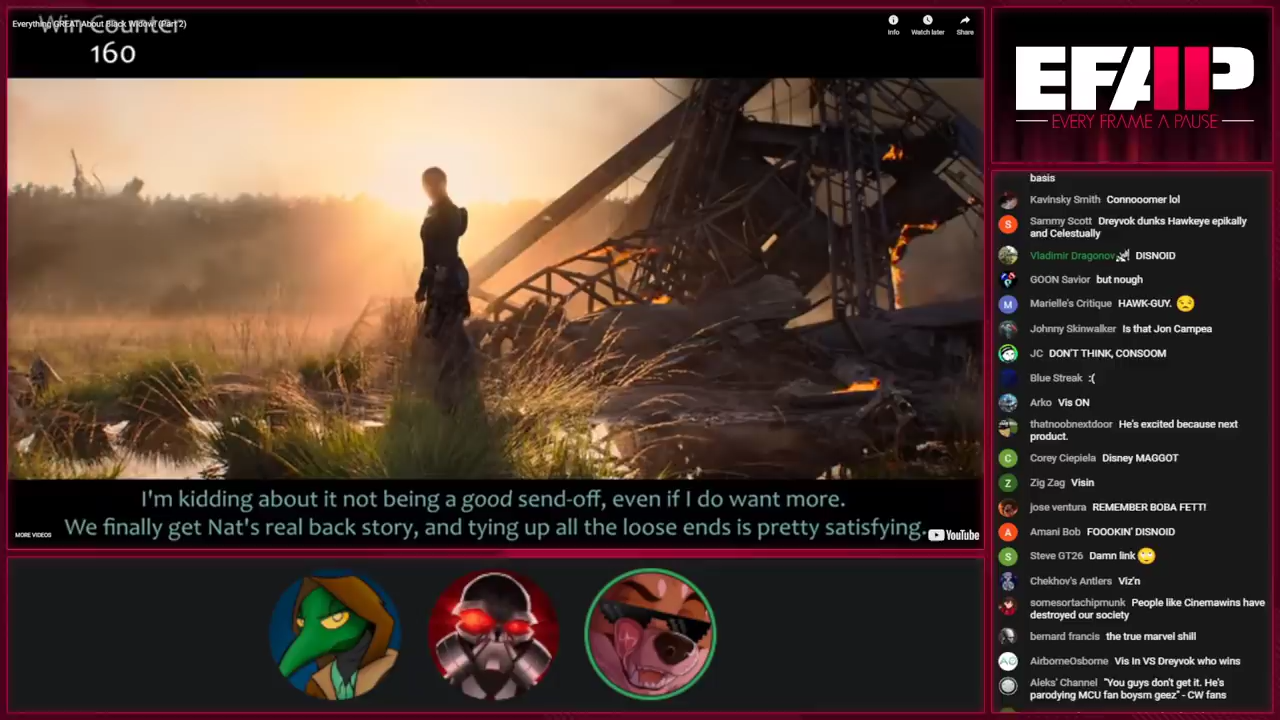 Everything GREAT About Black Widow! (Part 2)
Win Counter
160
Info
Watch later
Share
I'm kidding about it not being a good send-off, even if I do want more.
We finally get Nat's real back story, and tying up all the loose ends is pretty satisfying.
MORE VIDEOS
YouTube
EFAP
EVERY FRAME A PAUSE
basis
Kavinsky Smith Connooomer lol
Sammy Scott Dreyvok dunks Hawkeye epikally
and Celestually
Vladimir Dragonov DISNOID
GOON Savior but nough
Marielle's Critique HAWK-GUY. 😒
Johnny Skinwalker Is that Jon Campea
JC DON'T THINK, CONSOOM
Blue Streak :(
Arko Vis ON
thatnoobnextdoor He's excited because next
product.
Corey Ciepiela Disney MAGGOT
Zig Zag Visin
jose ventura REMEMBER BOBA FETT!
Amani Bob FOOOKIN' DISNOID
Steve GT26 Damn link 🙄
Chekhov's Antlers Viz'n
somesortachipmunk People like Cinemawins have
destroyed our society
bernard francis the true marvel shill
AirborneOsborne Vis In VS Dreyvok who wins
Aleks' Channel "You guys don't get it. He's
parodying MCU fan boysm geez" - CW fans